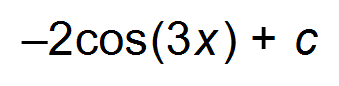 –2cos(3x) + c